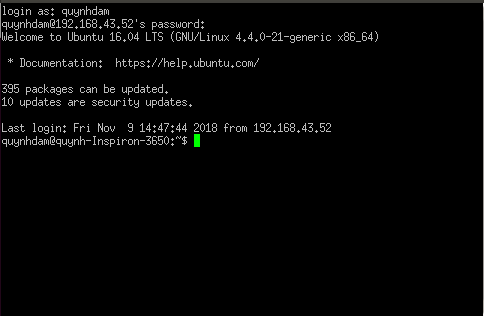 login as: quynhdam
quynhdam@192.168.43.52's password:
Welcome to Ubuntu 16.04 LTS (GNU/Linux 4.4.0-21-generic x86_64)
* Documentation:  https://help.ubuntu.com/
395 packages can be updated.
10 updates are security updates.
Last login: Fri Nov  9 14:47:44 2018 from 192.168.43.52
quynhdam@quynh-Inspiron-3650:~$